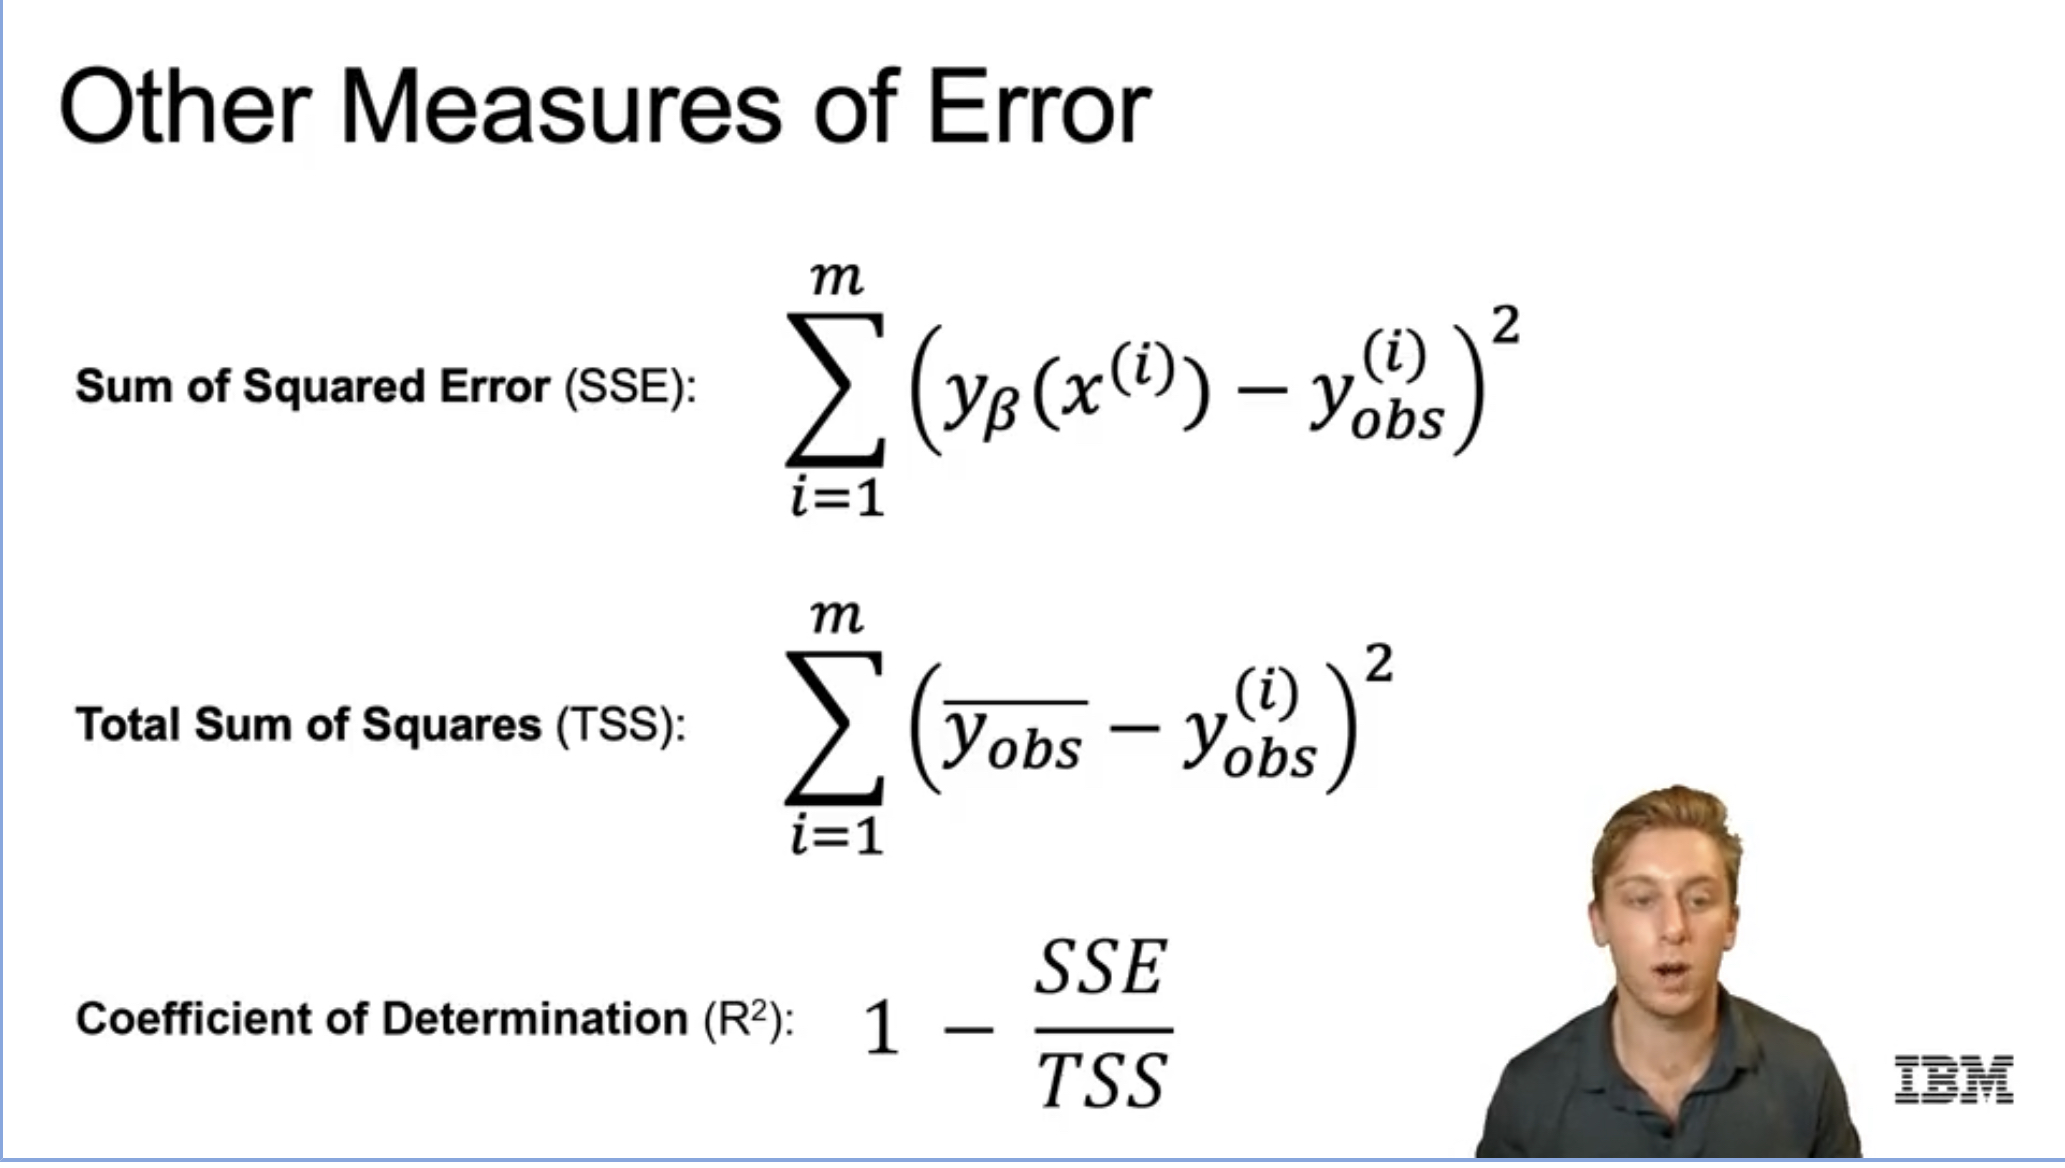 Other Measures of Error
Sum of Squared Error (SSE): \sum_{i=1}^{m} \left( y_\beta(x^{(i)}) - y_{obs}^{(i)} \right)^2
Total Sum of Squares (TSS): \sum_{i=1}^{m} \left( \overline{y_{obs}} - y_{obs}^{(i)} \right)^2
Coefficient of Determination (R²): 1 - \frac{SSE}{TSS}
IBM